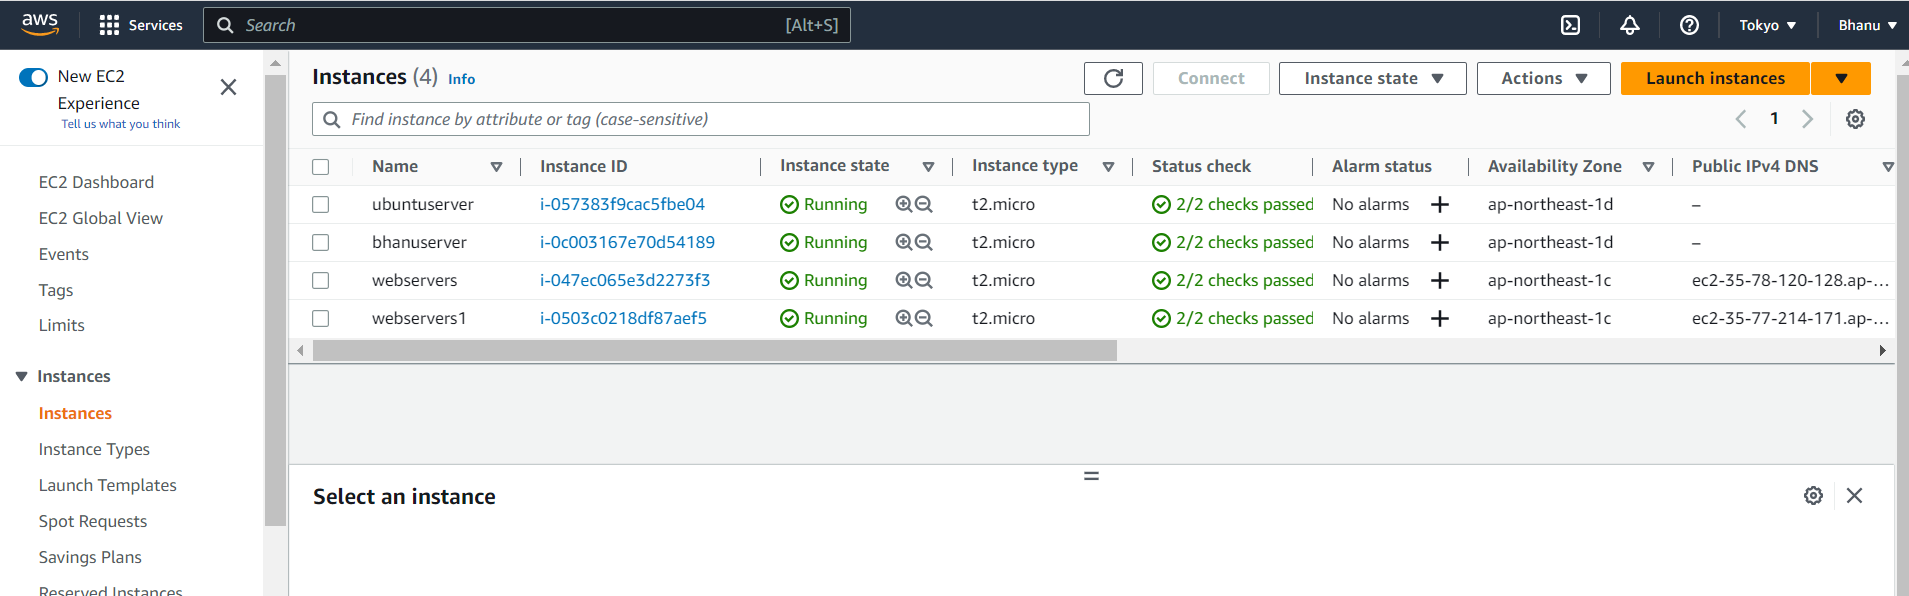 aws Services Search [Alt+S] Tokyo Bhanu
New EC2
Experience
Tell us what you think
EC2 Dashboard
EC2 Global View
Events
Tags
Limits
Instances
Instances
Instance Types
Launch Templates
Spot Requests
Savings Plans
Reserved Instances
Instances (4) Info Connect Instance state Actions Launch instances
Find instance by attribute or tag (case-sensitive) 1
Name Instance ID Instance state Instance type Status check Alarm status Availability Zone Public IPv4 DNS
ubuntuserver i-057383f9cac5fbe04 Running t2.micro 2/2 checks passed No alarms + ap-northeast-1d –
bhanuserver i-0c003167e70d54189 Running t2.micro 2/2 checks passed No alarms + ap-northeast-1d –
webservers i-047ec065e3d2273f3 Running t2.micro 2/2 checks passed No alarms + ap-northeast-1c ec2-35-78-120-128.ap-...
webservers1 i-0503c0218df87aef5 Running t2.micro 2/2 checks passed No alarms + ap-northeast-1c ec2-35-77-214-171.ap-...
Select an instance